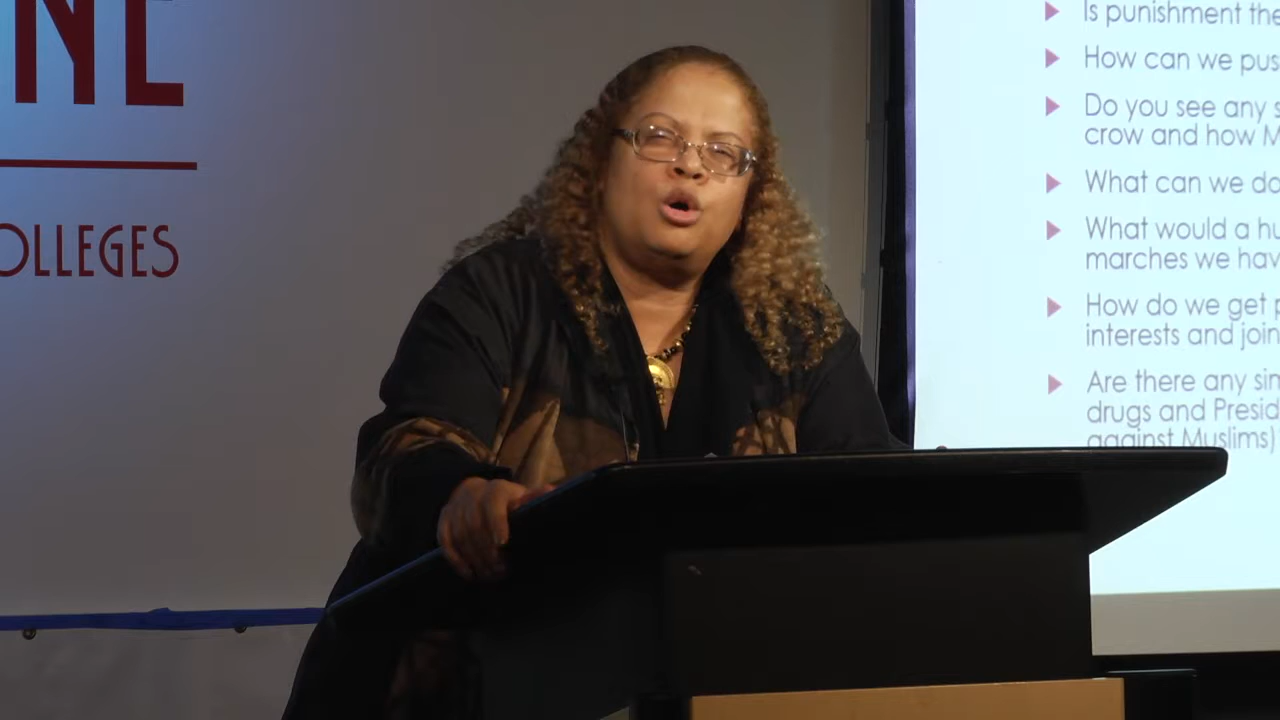 NE
OLLEGES
Is punishment the
How can we pus
Do you see any s
crow and how M
What can we do
What would a hu
marches we hav
How do we get p
interests and join
Are there any sim
drugs and Presid
against Muslims)